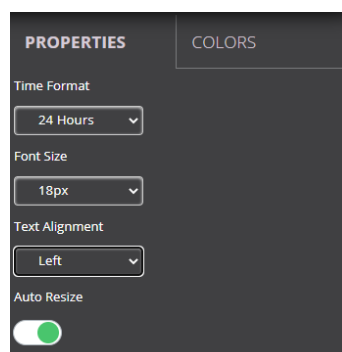 PROPERTIES COLORS
Time Format
24 Hours
Font Size
18px
Text Alignment
Left
Auto Resize